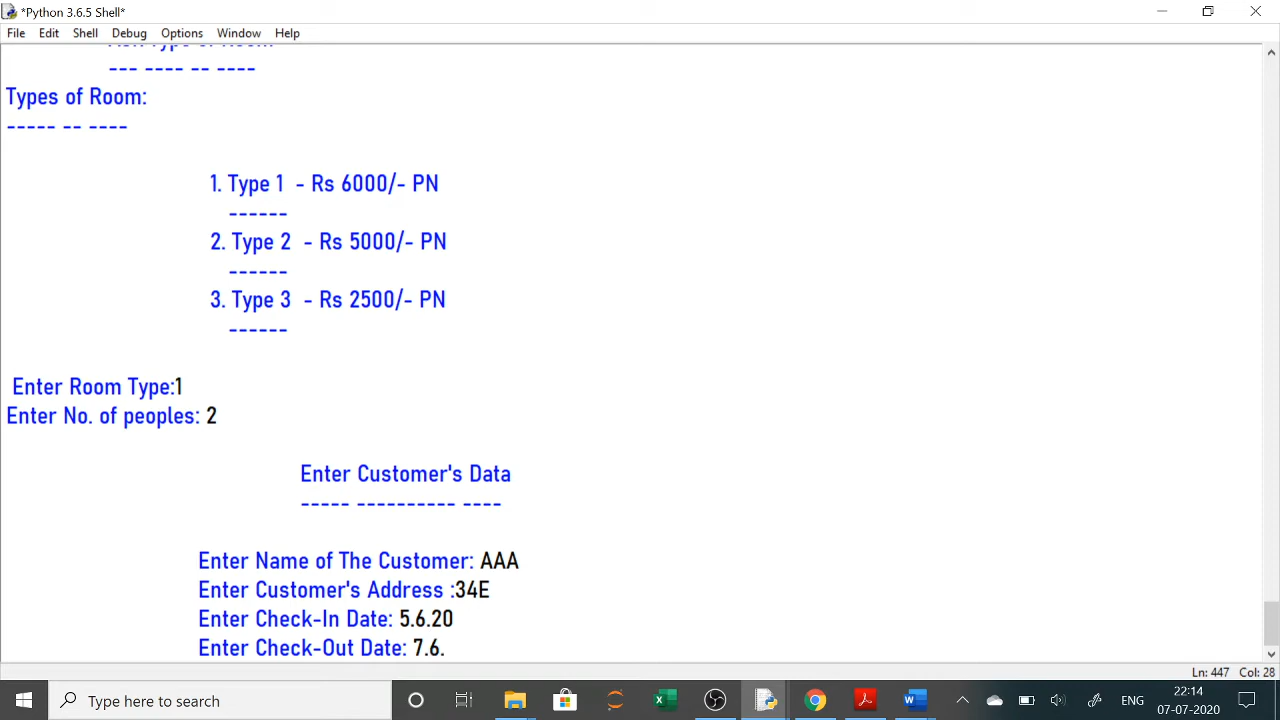 *Python 3.6.5 Shell*
File Edit Shell Debug Options Window Help
--- ---- -- ----
Types of Room:
----- -- ----
1. Type 1 - Rs 6000/- PN
------
2. Type 2 - Rs 5000/- PN
------
3. Type 3 - Rs 2500/- PN
------
Enter Room Type:1
Enter No. of peoples: 2
Enter Customer's Data
----- ---------- ----
Enter Name of The Customer: AAA
Enter Customer's Address :34E
Enter Check-In Date: 5.6.20
Enter Check-Out Date: 7.6.
Ln: 447 Col: 28
Type here to search
ENG
22:14
07-07-2020